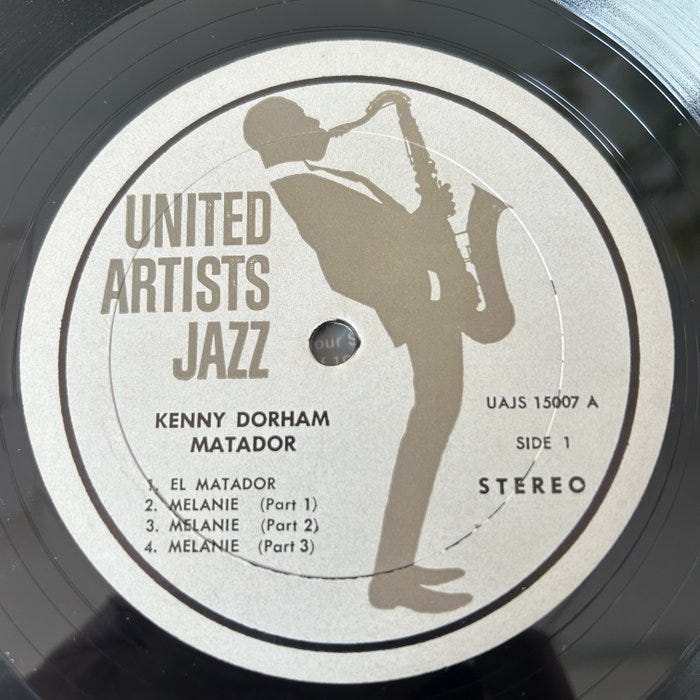 UNITED
ARTISTS
JAZZ
KENNY DORHAM
MATADOR
1. EL MATADOR
2. MELANIE (Part 1)
3. MELANIE (Part 2)
4. MELANIE (Part 3)
UAJS 15007 A
SIDE 1
STEREO
our S